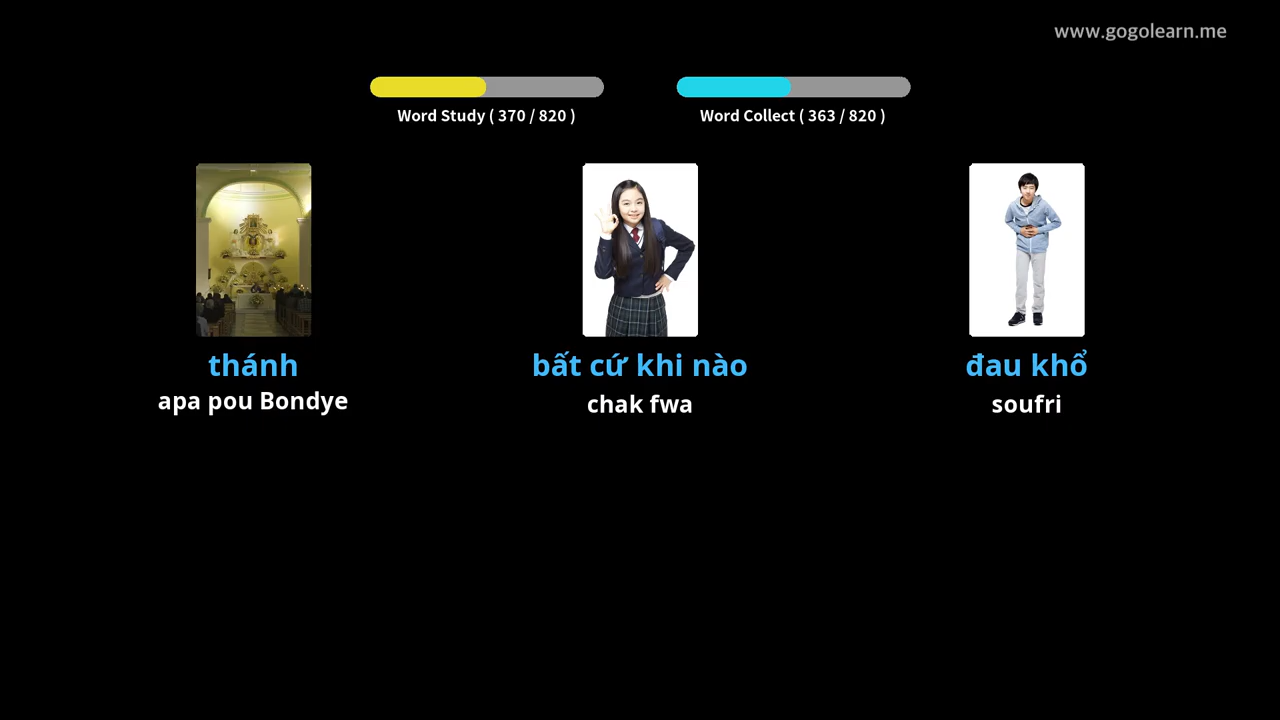 www.gogolearn.me
Word Study ( 370 / 820 )
Word Collect ( 363 / 820 )
thánh
apa pou Bondye
bất cứ khi nào
chak fwa
đau khổ
soufri